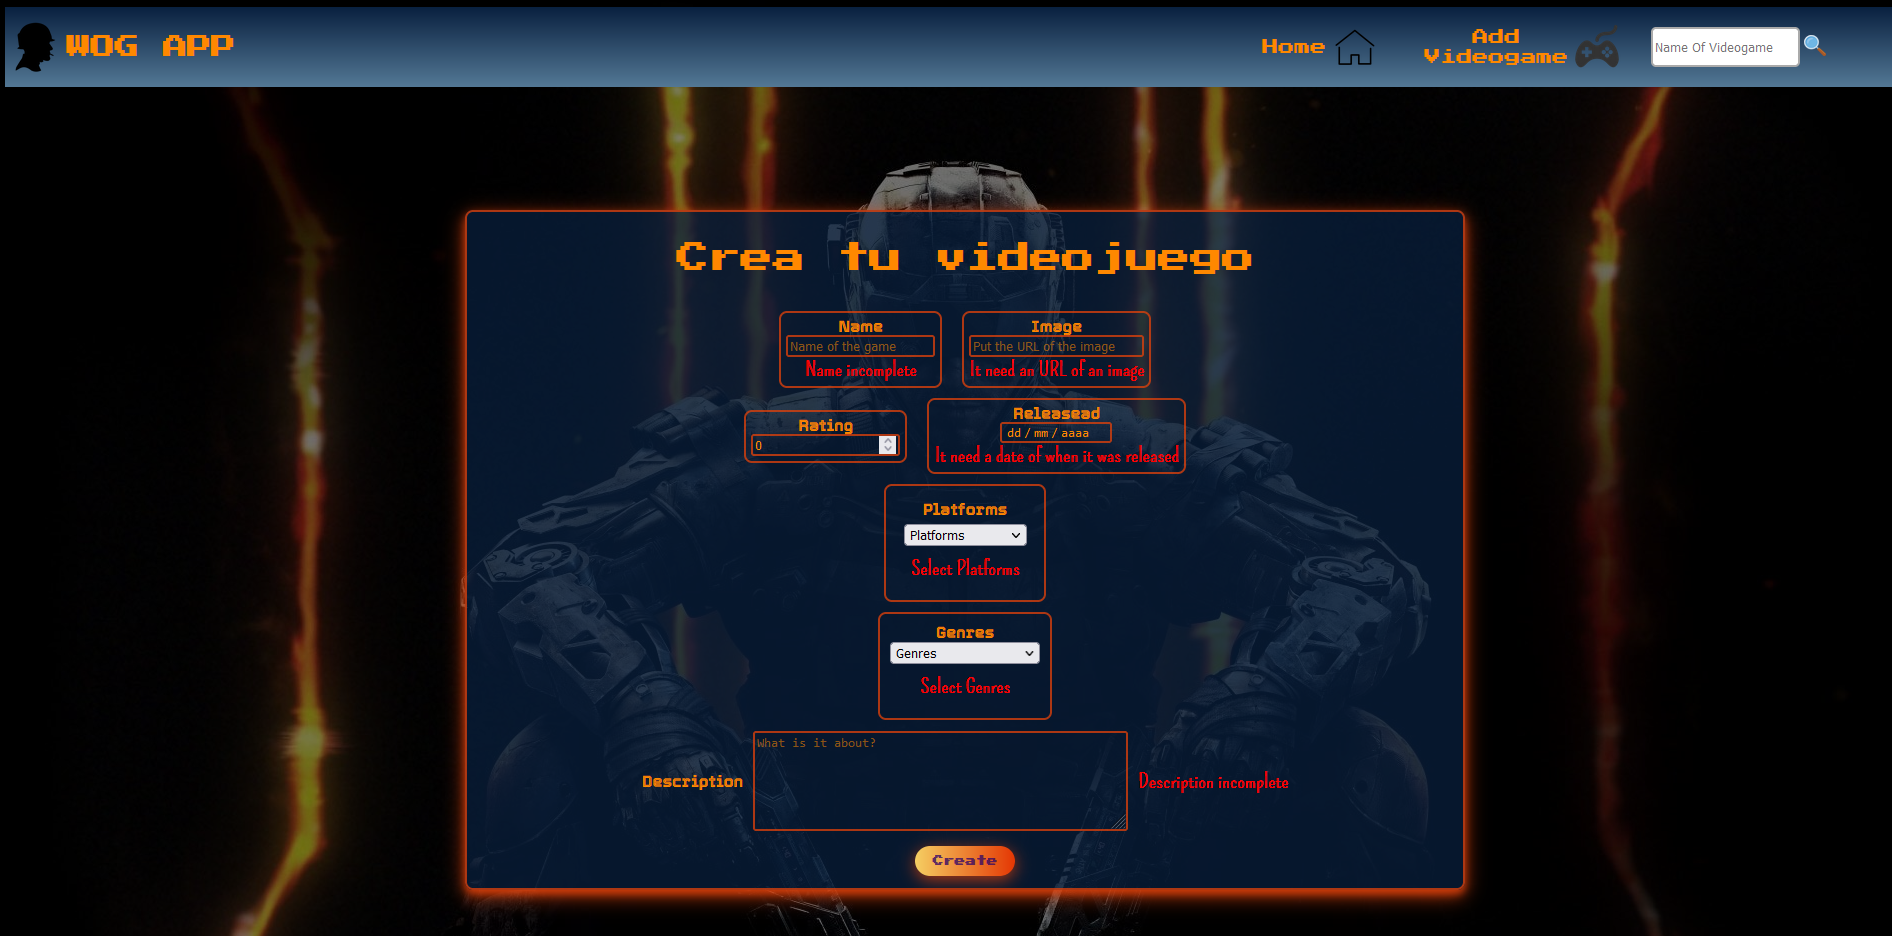 WOG APP
Home
Add
Videogame
Name Of Videogame
Crea tu videojuego
Name
Name of the game
Name incomplete
Image
Put the URL of the image
It need an URL of an image
Rating
0
Releasead
dd / mm / aaaa
It need a date of when it was released
Platforms
Platforms
Select Platforms
Genres
Genres
Select Genres
Description
What is it about?
Description incomplete
Create